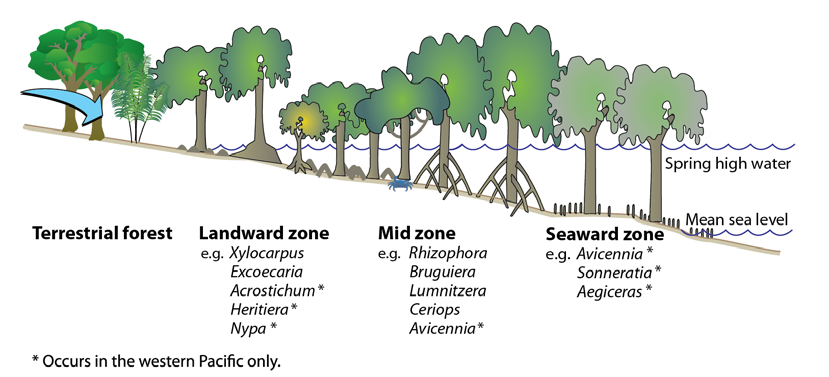 Spring high water
Mean sea level
Terrestrial forest
Landward zone
e.g. Xylocarpus
Excoecaria
Acrostichum *
Heritiera *
Nypa *
Mid zone
e.g. Rhizophora
Bruguiera
Lumnitzera
Ceriops
Avicennia *
Seaward zone
e.g. Avicennia *
Sonneratia *
Aegiceras *
* Occurs in the western Pacific only.